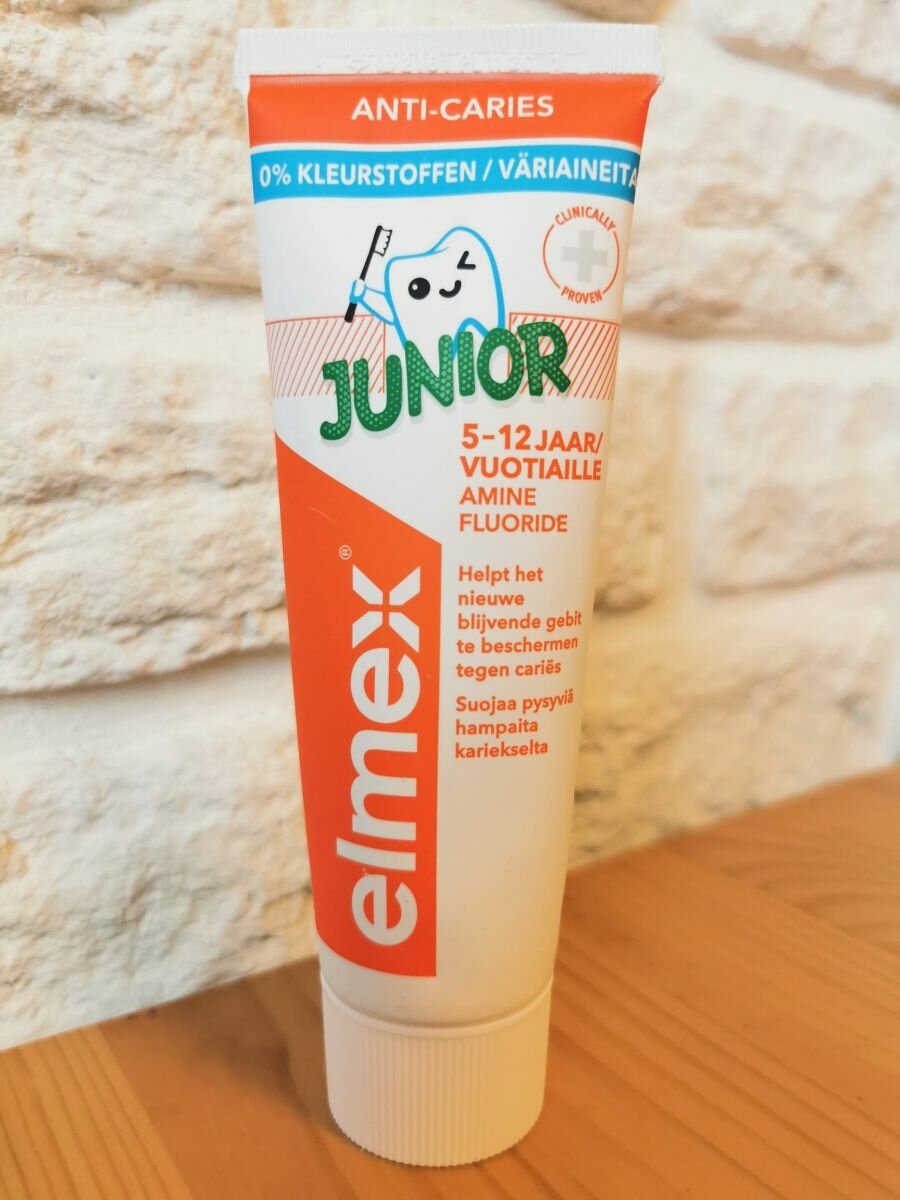 ANTI-CARIES
0% KLEURSTOFFEN / VÄRIAINEITA
CLINICALLY
PROVEN
JUNIOR
5-12 JAAR/
VUOTIAILLE
AMINE
FLUORIDE
Helpt het
nieuwe
blijvende gebit
te beschermen
tegen cariës
Suojaa pysyviä
hampaita
kariekselta
elmex®